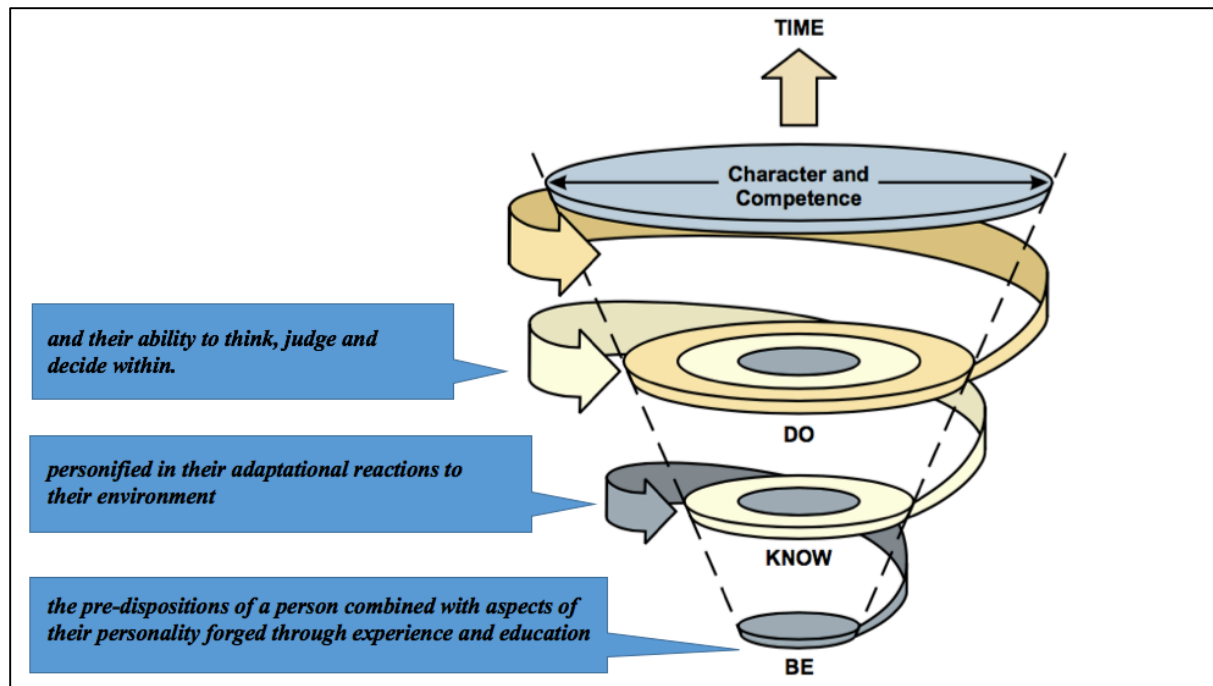 TIME
Character and
Competence
and their ability to think, judge and
decide within.
DO
personified in their adaptational reactions to
their environment
KNOW
the pre-dispositions of a person combined with aspects of
their personality forged through experience and education
BE